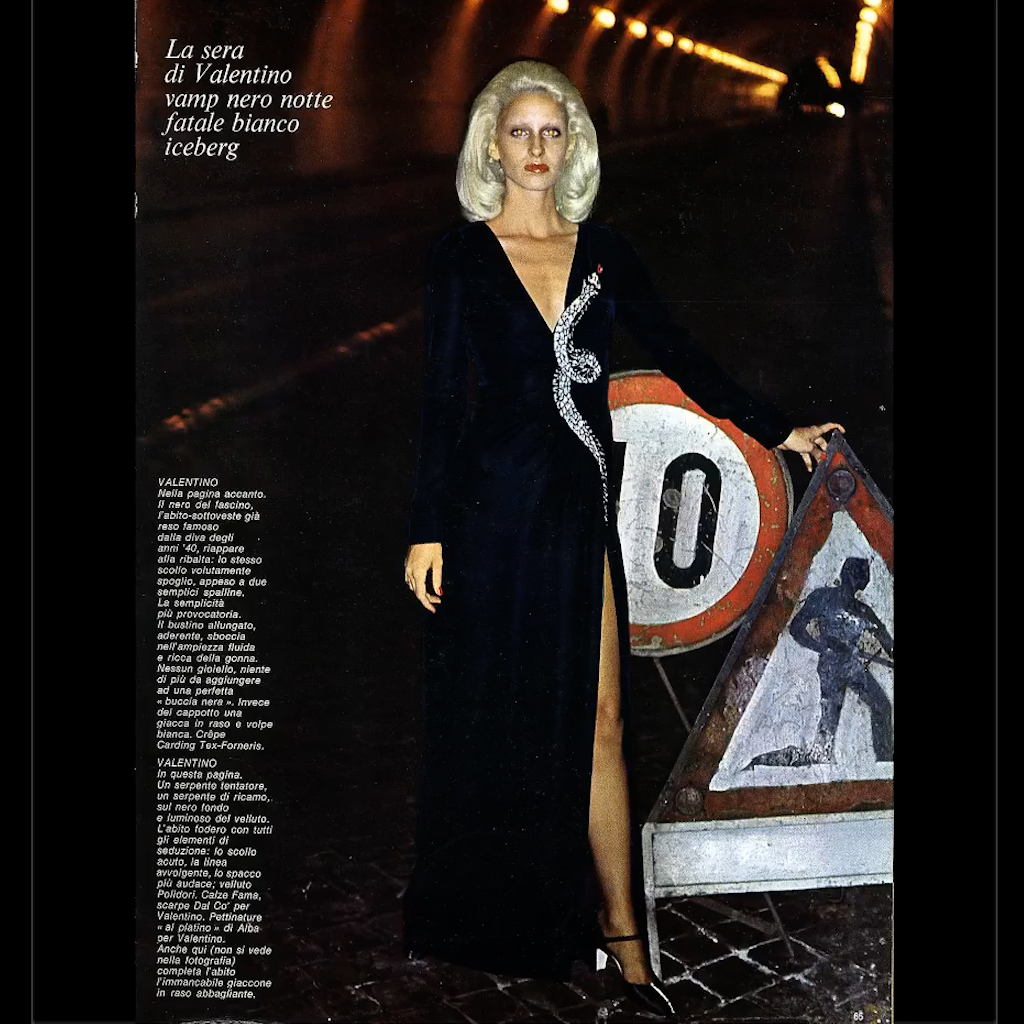 La sera
di Valentino
vamp nero notte
fatale bianco
iceberg
0
VALENTINO
Nella pagina accanto.
Il nero del fascino,
l'abito-sottoveste già
reso famoso
dalla diva degli
anni '40, riappare
alla ribalta: lo stesso
scollo volutamente
spoglio, appeso a due
semplici spalline.
La semplicità
più provocatoria.
Il bustino allungato,
aderente, sboccia
nell'ampiezza fluida
e ricca della gonna.
Nessun gioiello, niente
di più da aggiungere
ad una perfetta
« buccia nera ». Invece
del cappotto una
giacca in raso e volpe
bianca. Crêpe
Carding Tex-Forneris.
VALENTINO
In questa pagina.
Un serpente tentatore,
un serpente di ricamo,
sul nero fondo
e luminoso del velluto.
L'abito fodero con tutti
gli elementi di
seduzione: lo scollo
acuto, la linea
avvolgente, lo spacco
più audace; velluto
Polidori. Calze Fama,
scarpe Dal Co' per
Valentino. Pettinature
« al platino » di Alba
per Valentino.
Anche qui (non si vede
nella fotografia)
completa l'abito
l'immancabile giaccone
in raso abbagliante.
65